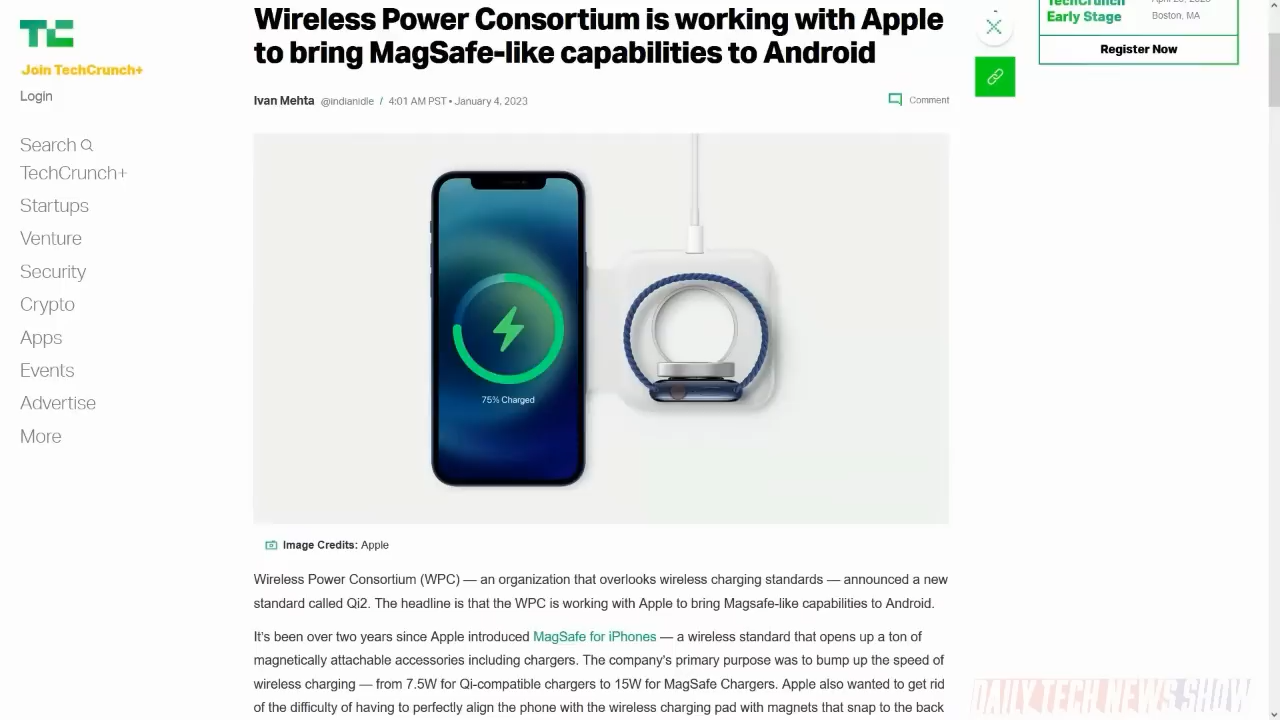 TC
Join TechCrunch+
Login
Search
TechCrunch+
Startups
Venture
Security
Crypto
Apps
Events
Advertise
More
Wireless Power Consortium is working with Apple
to bring MagSafe-like capabilities to Android
Ivan Mehta @indianidle / 4:01 AM PST • January 4, 2023
Comment
75% Charged
Image Credits: Apple
Wireless Power Consortium (WPC) — an organization that overlooks wireless charging standards — announced a new
standard called Qi2. The headline is that the WPC is working with Apple to bring Magsafe-like capabilities to Android.
It's been over two years since Apple introduced MagSafe for iPhones — a wireless standard that opens up a ton of
magnetically attachable accessories including chargers. The company's primary purpose was to bump up the speed of
wireless charging — from 7.5W for Qi-compatible chargers to 15W for MagSafe Chargers. Apple also wanted to get rid
of the difficulty of having to perfectly align the phone with the wireless charging pad with magnets that snap to the back
TechCrunch
Early Stage
Boston, MA
Register Now
DAILY TECH NEWS SHOW